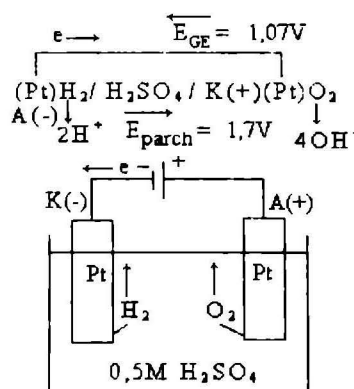 e → E_GE = 1,07V
(Pt)H₂/ H₂SO₄ / K(+)(Pt)O₂
A(-)
2H⁺ E_parch = 1,7V 4OH⁻
← e - +
K(-) A(+)
Pt Pt
H₂ O₂
0,5M H₂SO₄